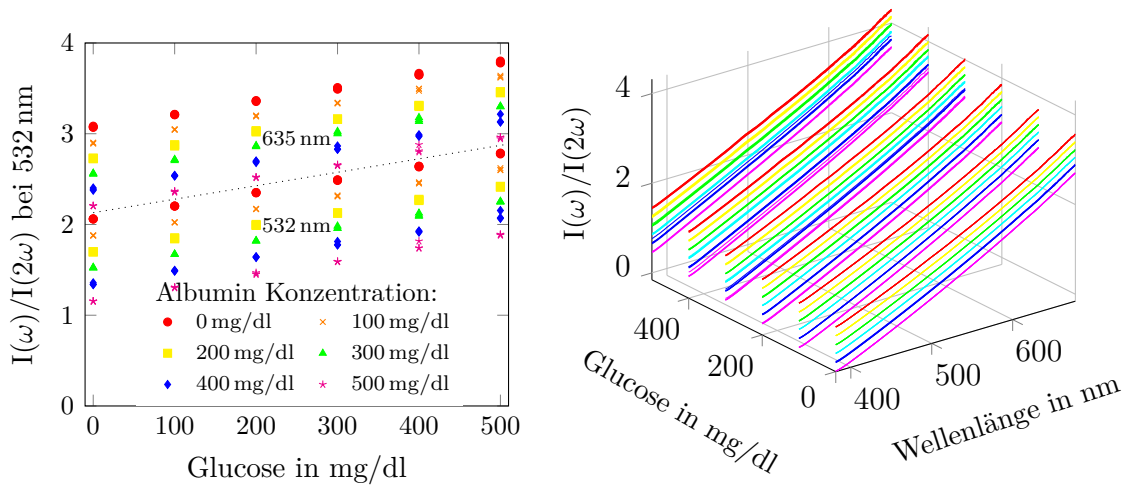 4
3
2
1
0
I(ω)/I(2ω) bei 532 nm
635 nm
532 nm
Albumin Konzentration:
0 mg/dl
100 mg/dl
200 mg/dl
300 mg/dl
400 mg/dl
500 mg/dl
0 100 200 300 400 500
Glucose in mg/dl
4
2
0
I(ω)/I(2ω)
400
200
0
Glucose in mg/dl
400
500
600
Wellenlänge in nm